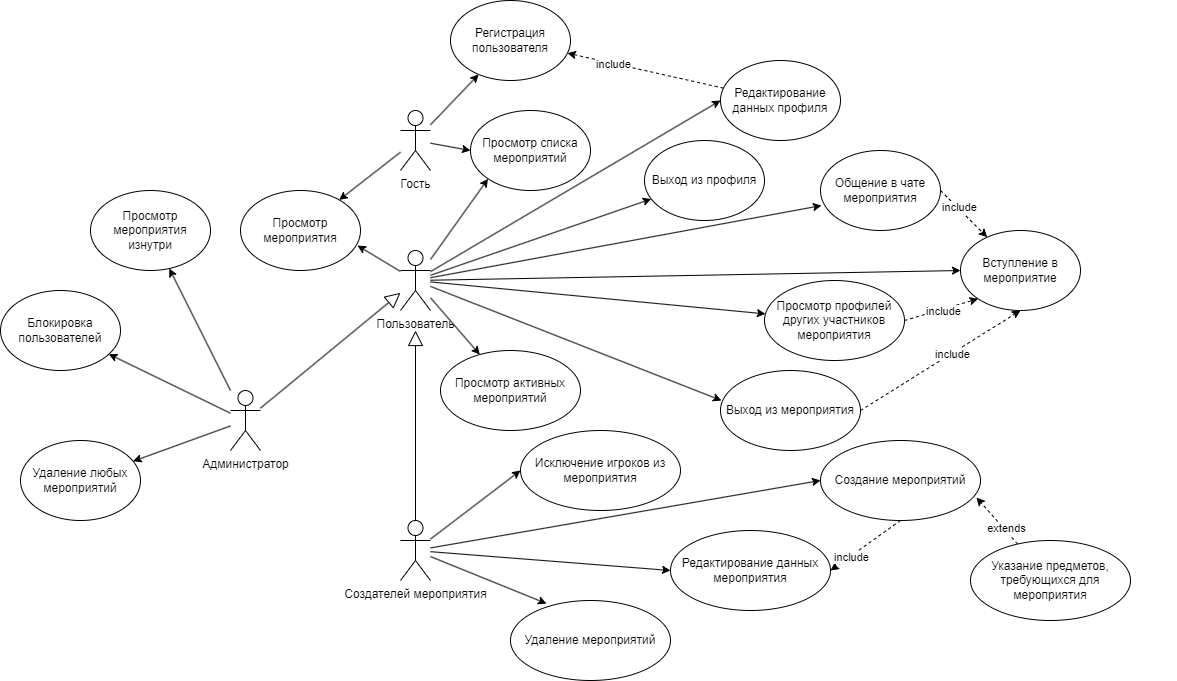 Регистрация
пользователя
include
Редактирование
данных профиля
Гость
Просмотр списка
мероприятий
Выход из профиля
Общение в чате
мероприятия
include
Просмотр
мероприятия
изнутри
Просмотр
мероприятия
Вступление в
мероприятие
Блокировка
пользователей
Пользователь
Просмотр профилей
других участников
мероприятия
include
include
Просмотр активных
мероприятий
Выход из мероприятия
Администратор
Удаление любых
мероприятий
Исключение игроков из
мероприятия
Создание мероприятий
extends
include
Редактирование данных
мероприятия
Указание предметов,
требующихся для
мероприятия
Создателей мероприятия
Удаление мероприятий